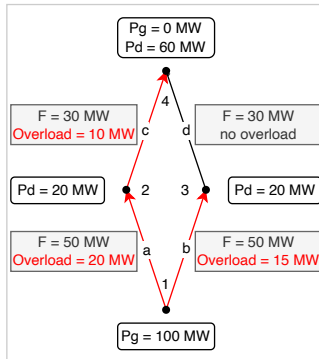 Pg = 0 MW
Pd = 60 MW
4
F = 30 MW
Overload = 10 MW
c
d
F = 30 MW
no overload
Pd = 20 MW
2
3
Pd = 20 MW
F = 50 MW
Overload = 20 MW
a
b
F = 50 MW
Overload = 15 MW
1
Pg = 100 MW